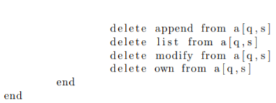 delete append from a[q,s]
delete list from a[q,s]
delete modify from a[q,s]
delete own from a[q,s]
end
end